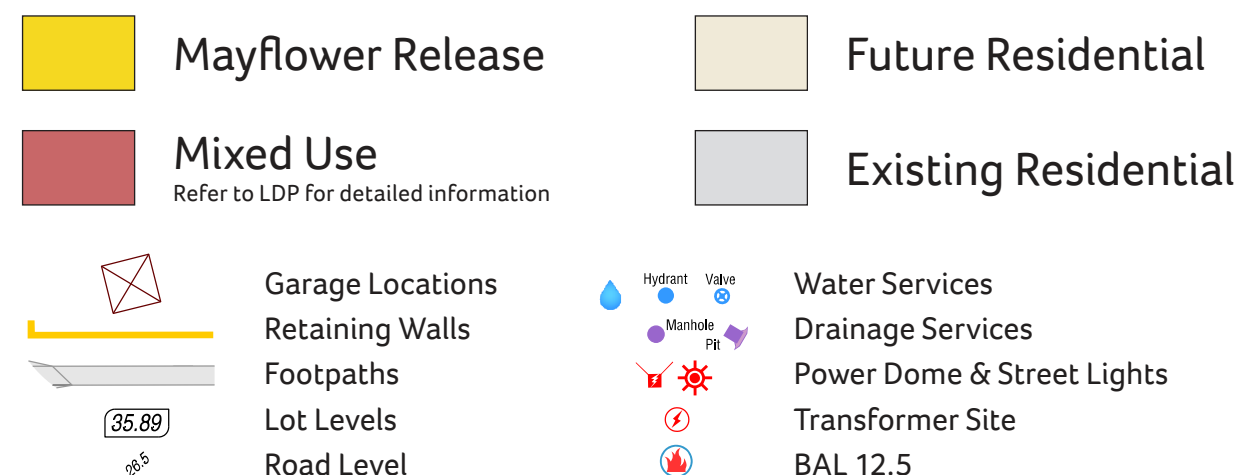 Mayflower Release
Future Residential
Mixed Use
Refer to LDP for detailed information
Existing Residential
Garage Locations
Hydrant Valve
Water Services
Retaining Walls
Manhole
Pit
Drainage Services
Footpaths
Power Dome & Street Lights
35.89
Lot Levels
Transformer Site
26.5
Road Level
BAL 12.5